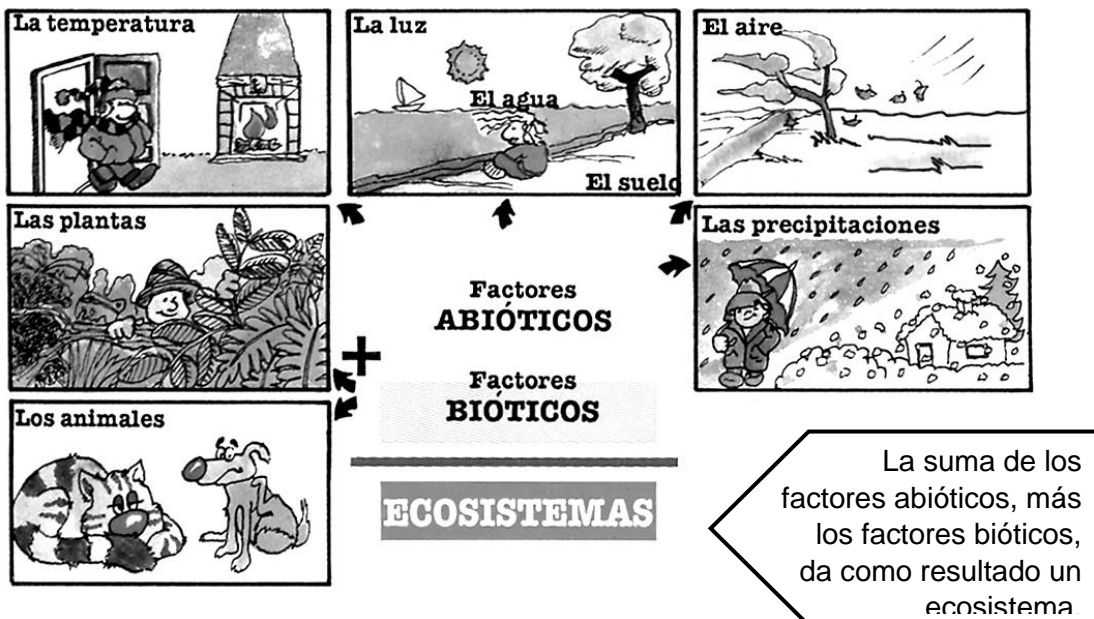 La temperatura
La luz
El agua
El suelo
El aire
Las plantas
Las precipitaciones
Factores
ABIÓTICOS
+
Factores
BIÓTICOS
Los animales
ECOSISTEMAS
La suma de los
factores abióticos, más
los factores bióticos,
da como resultado un
ecosistema.